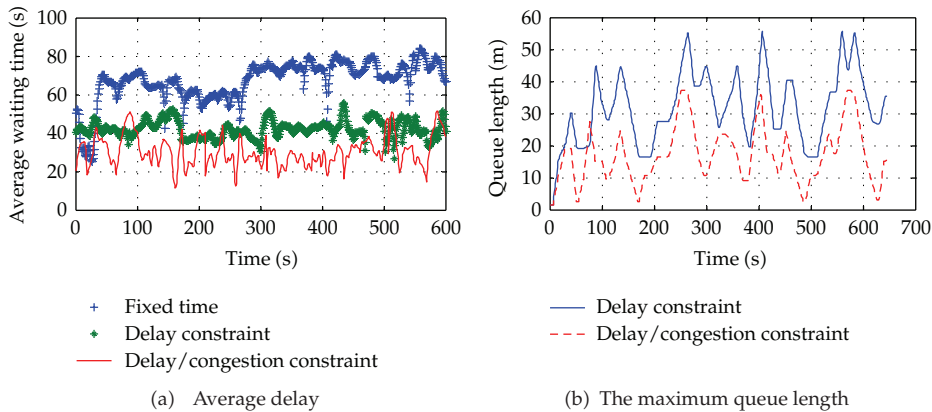 100
80
60
40
20
0
Average waiting time (s)
0 100 200 300 400 500 600
Time (s)
Fixed time
Delay constraint
Delay/congestion constraint
(a) Average delay
60
50
40
30
20
10
0
Queue length (m)
0 100 200 300 400 500 600 700
Time (s)
Delay constraint
Delay/congestion constraint
(b) The maximum queue length